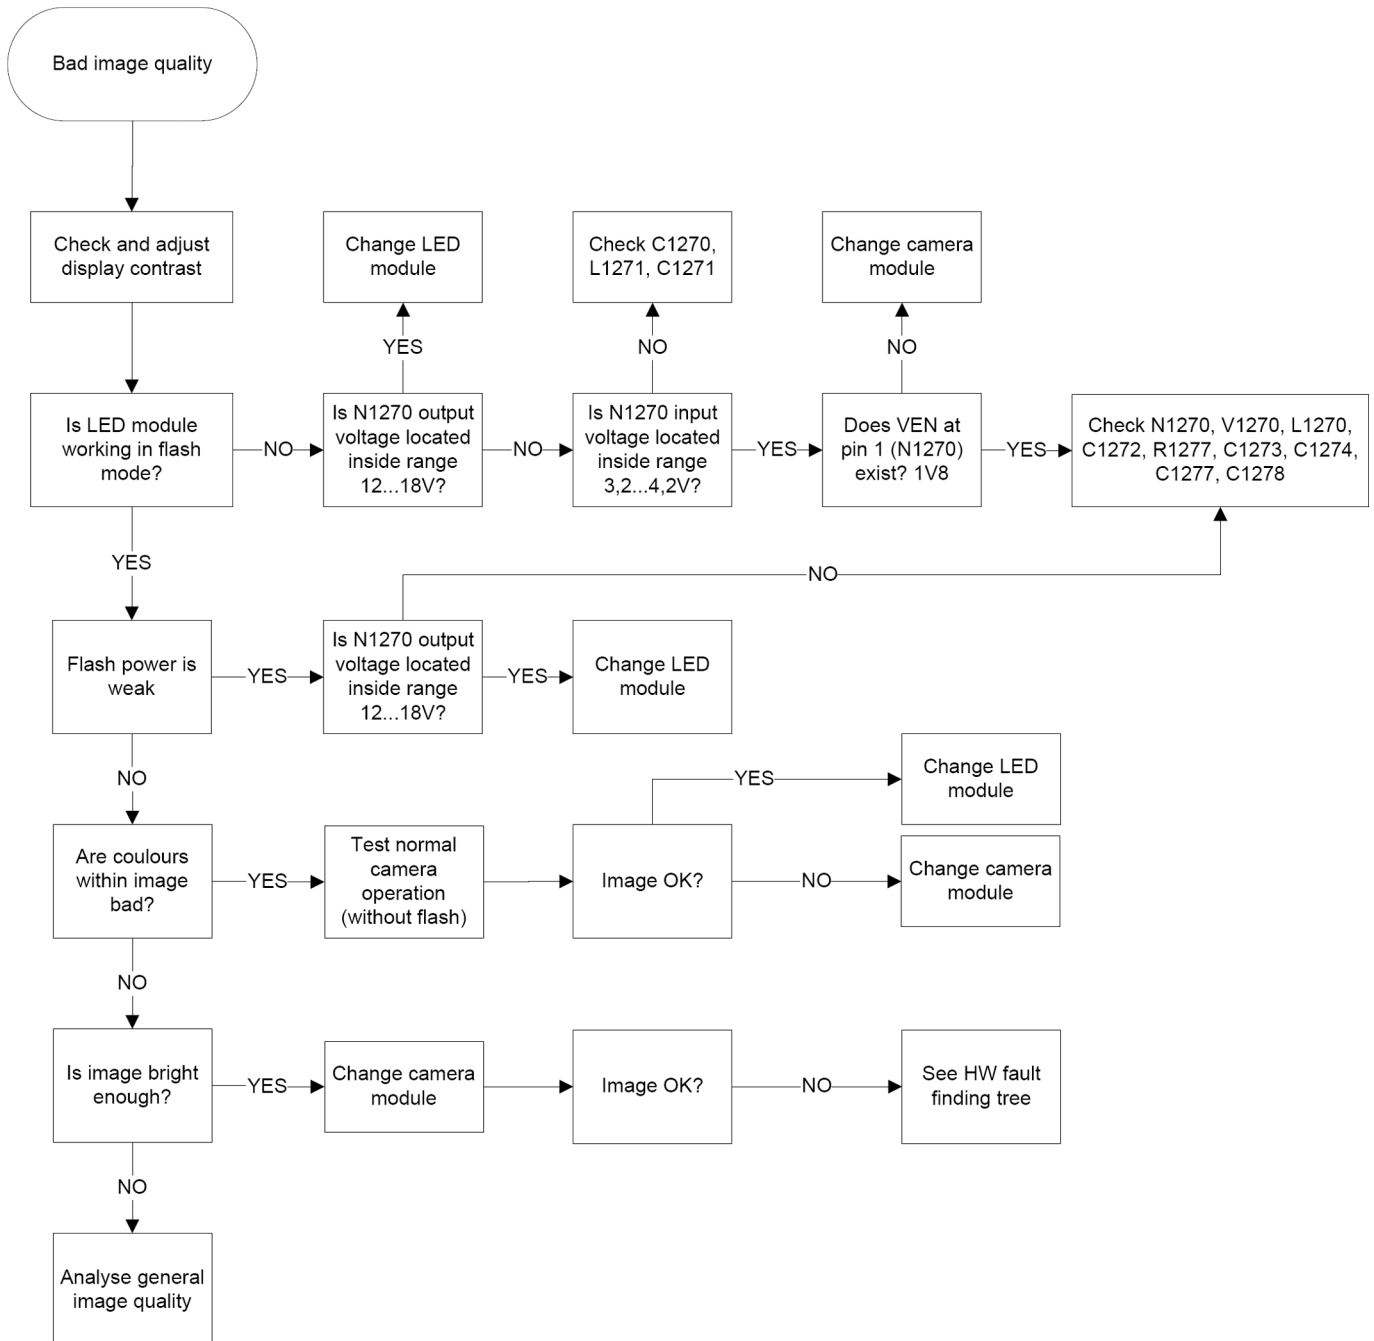 Bad image quality
Check and adjust
display contrast
Change LED
module
Check C1270,
L1271, C1271
Change camera
module
YES
NO
NO
Is LED module
working in flash
mode?
NO
Is N1270 output
voltage located
inside range
12...18V?
NO
Is N1270 input
voltage located
inside range
3,2...4,2V?
YES
Does VEN at
pin 1 (N1270)
exist? 1V8
YES
Check N1270, V1270, L1270,
C1272, R1277, C1273, C1274,
C1277, C1278
YES
NO
Flash power is
weak
YES
Is N1270 output
voltage located
inside range
12...18V?
YES
Change LED
module
NO
YES
Change LED
module
Are coulours
within image
bad?
YES
Test normal
camera
operation
(without flash)
Image OK?
NO
Change camera
module
NO
Is image bright
enough?
YES
Change camera
module
Image OK?
NO
See HW fault
finding tree
NO
Analyse general
image quality